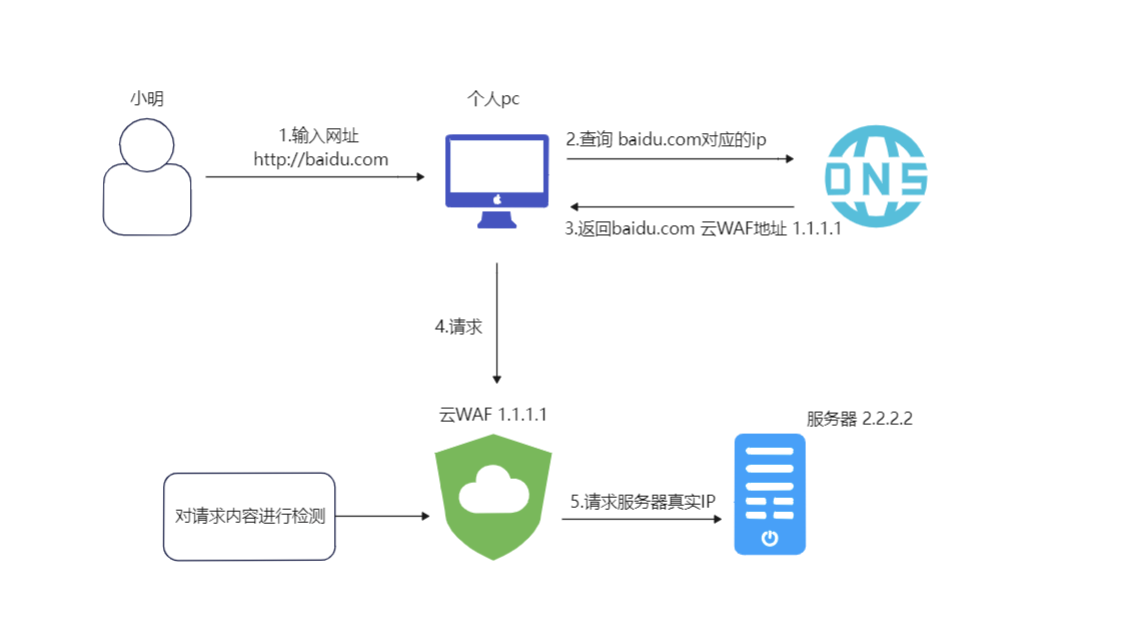 小明
个人pc
1.输入网址
http://baidu.com
2.查询 baidu.com对应的ip
DNS
3.返回baidu.com 云WAF地址 1.1.1.1
4.请求
云WAF 1.1.1.1
服务器 2.2.2.2
对请求内容进行检测
5.请求服务器真实IP